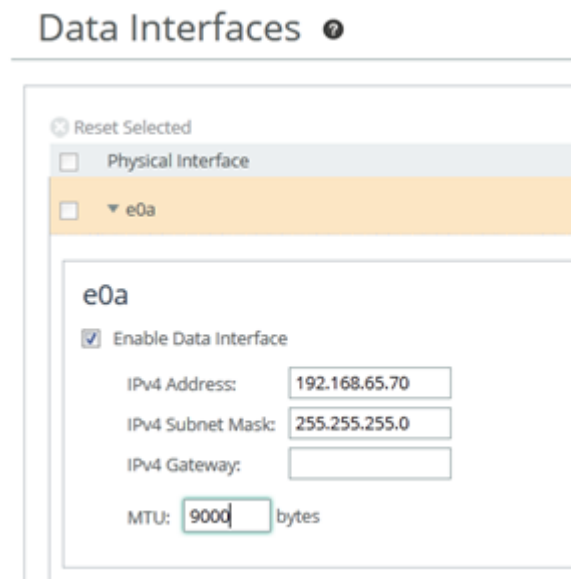 Data Interfaces ?
Reset Selected
Physical Interface
e0a
e0a
Enable Data Interface
IPv4 Address: 192.168.65.70
IPv4 Subnet Mask: 255.255.255.0
IPv4 Gateway:
MTU: 9000 bytes